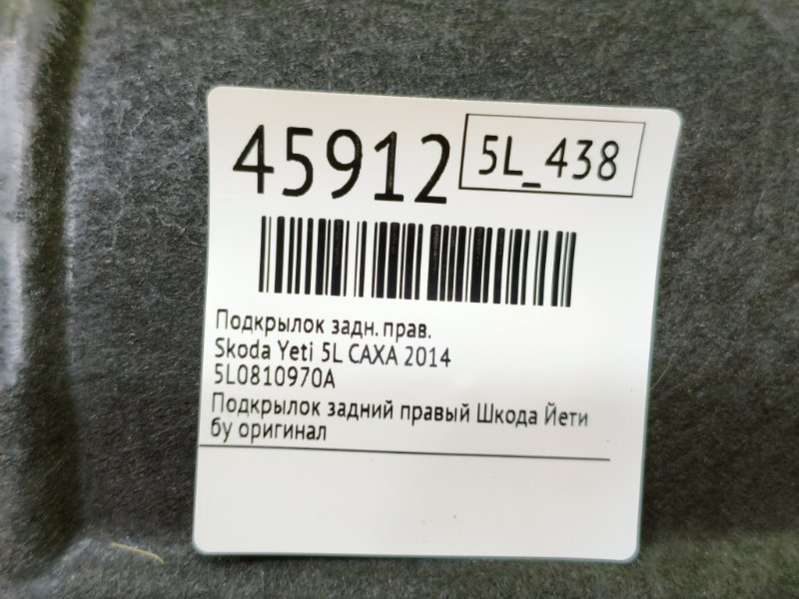 45912
5L_438
Подкрылок задн. прав.
Skoda Yeti 5L CAXA 2014
5L0810970A
Подкрылок задний правый Шкода Йети
бу оригинал